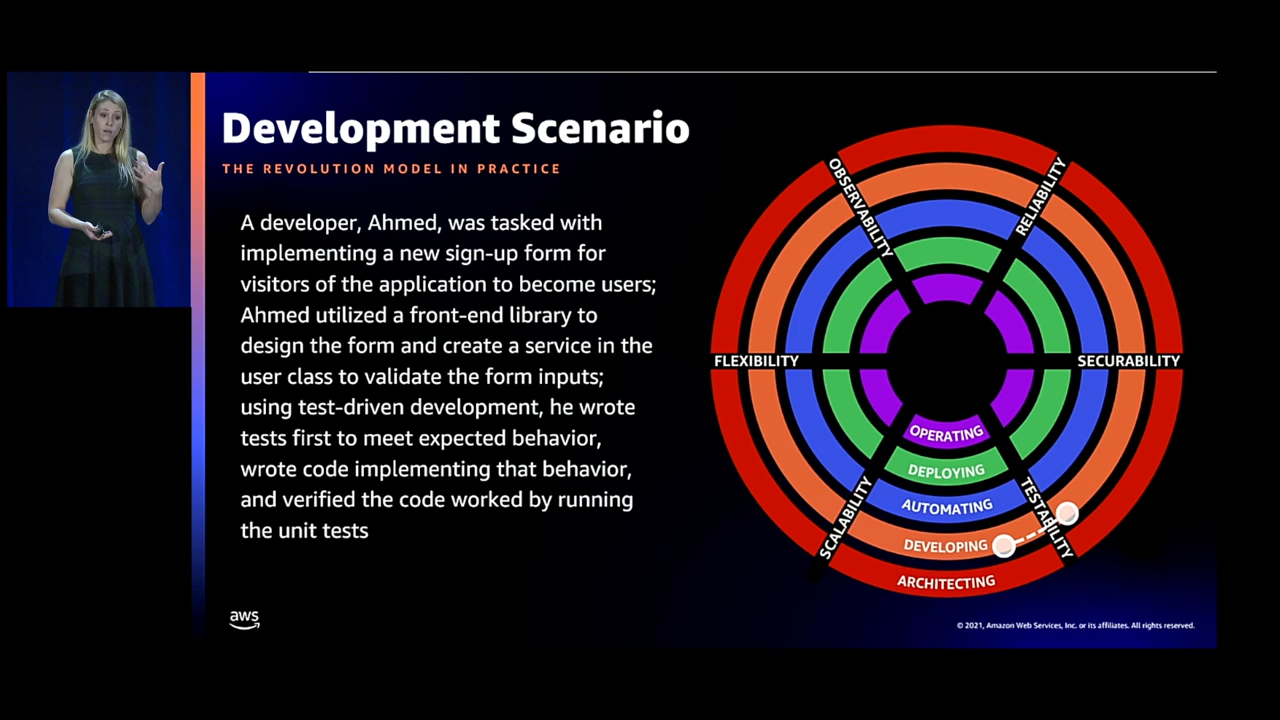 Development Scenario
THE REVOLUTION MODEL IN PRACTICE
A developer, Ahmed, was tasked with
implementing a new sign-up form for
visitors of the application to become users;
Ahmed utilized a front-end library to
design the form and create a service in the
user class to validate the form inputs;
using test-driven development, he wrote
tests first to meet expected behavior,
wrote code implementing that behavior,
and verified the code worked by running
the unit tests
OBSERVABILITY
RELIABILITY
FLEXIBILITY
SECURABILITY
OPERATING
DEPLOYING
AUTOMATING
SCALABILITY
TESTABILITY
DEVELOPING
ARCHITECTING
aws
© 2021, Amazon Web Services, Inc. or its affiliates. All rights reserved.